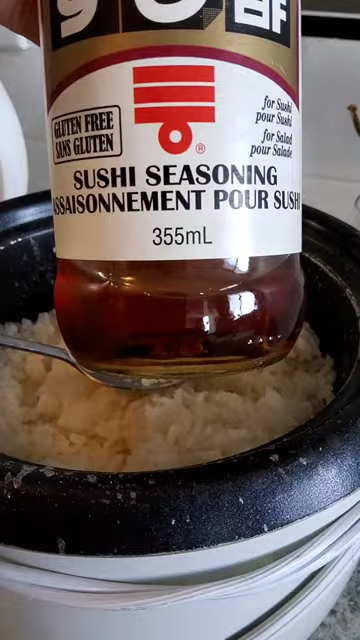 GLUTEN FREE
SANS GLUTEN
for Sushi
pour Sushi
for Salad
pour Salade
®
SUSHI SEASONING
ASSAISONNEMENT POUR SUSHI
355mL